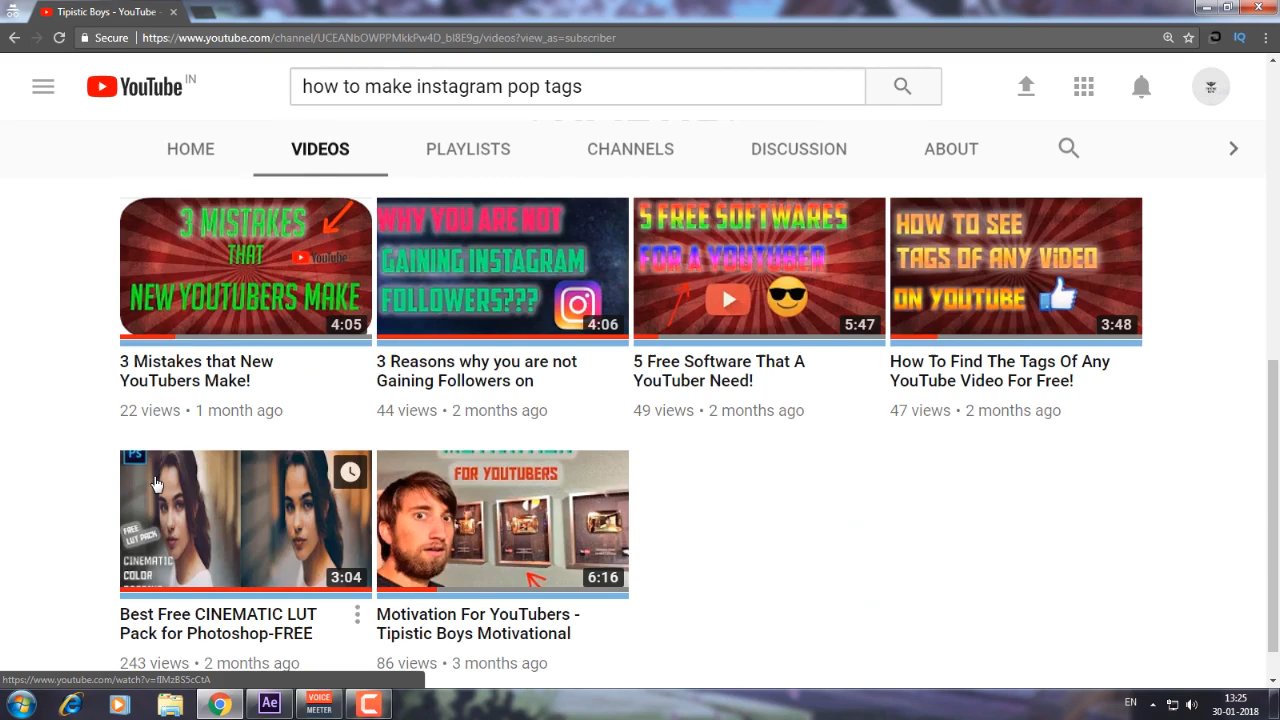 Tipistic Boys - YouTube
Secure
https://www.youtube.com/channel/UCEANbOWPPMkkPw4D_bl8E9g/videos?view_as=subscriber
YouTube IN
how to make instagram pop tags
HOME VIDEOS PLAYLISTS CHANNELS DISCUSSION ABOUT
3 MISTAKES
THAT
YouTube
NEW YOUTUBERS MAKE
4:05
WHY YOU ARE NOT
GAINING INSTAGRAM
FOLLOWERS???
4:06
5 FREE SOFTWARES
FOR A YOUTUBER
5:47
HOW TO SEE
TAGS OF ANY VIDEO
ON YOUTUBE
3:48
3 Mistakes that New
YouTubers Make!
22 views • 1 month ago
3 Reasons why you are not
Gaining Followers on
44 views • 2 months ago
5 Free Software That A
YouTuber Need!
49 views • 2 months ago
How To Find The Tags Of Any
YouTube Video For Free!
47 views • 2 months ago
Ps
FREE
LUT PACK
CINEMATIC
COLOR
3:04
FOR YOUTUBERS
6:16
Best Free CINEMATIC LUT
Pack for Photoshop-FREE
243 views • 2 months ago
Motivation For YouTubers -
Tipistic Boys Motivational
86 views • 3 months ago
https://www.youtube.com/watch?v=flMzBS5cCtA
Ae
VOICE
MEETER
EN
13:25
30-01-2018